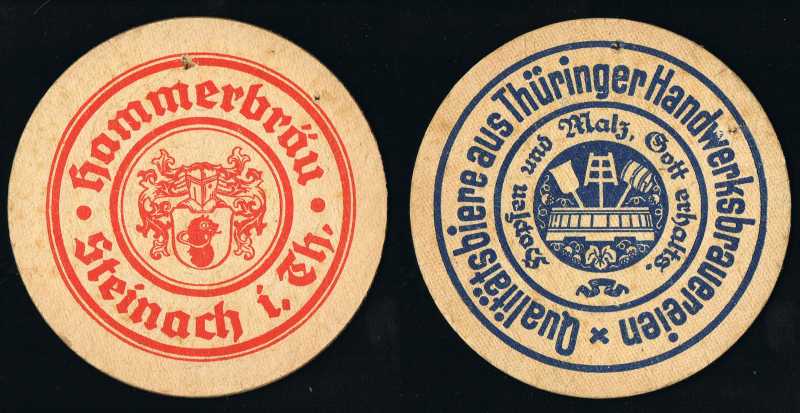 Hammerbräu
Steinach i. Th.
Qualitätsbiere aus Thüringer Handwerksbrauereien ×
Hopfen und Malz, Gott erhalts.